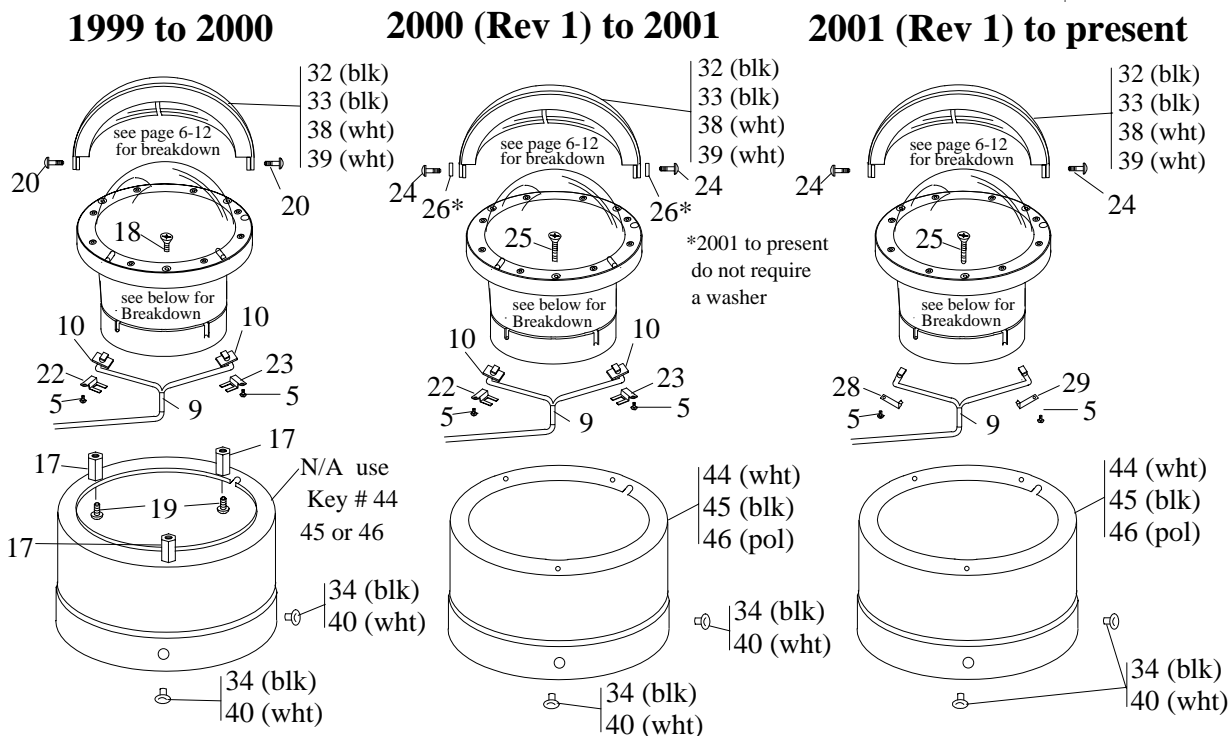 1999 to 2000
32 (blk)
33 (blk)
38 (wht)
39 (wht)
see page 6-12
for breakdown
20
20
18
see below for
Breakdown
10
10
22
23
5
5
9
17
17
17
19
N/A use
Key # 44
45 or 46
34 (blk)
40 (wht)
34 (blk)
40 (wht)
2000 (Rev 1) to 2001
32 (blk)
33 (blk)
38 (wht)
39 (wht)
see page 6-12
for breakdown
24
26*
24
26*
25
*2001 to present
do not require
a washer
see below for
Breakdown
10
10
22
23
5
5
9
44 (wht)
45 (blk)
46 (pol)
34 (blk)
40 (wht)
34 (blk)
40 (wht)
2001 (Rev 1) to present
32 (blk)
33 (blk)
38 (wht)
39 (wht)
see page 6-12
for breakdown
24
24
25
see below for
Breakdown
28
29
5
5
9
44 (wht)
45 (blk)
46 (pol)
34 (blk)
40 (wht)